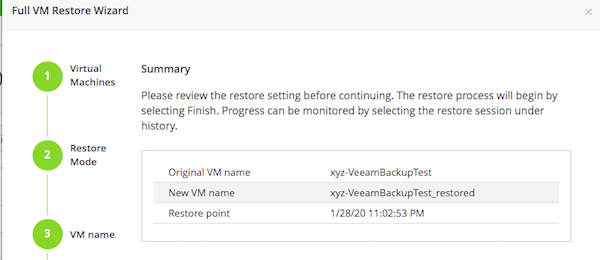 Full VM Restore Wizard ×
1 Virtual Machines
Summary
Please review the restore setting before continuing. The restore process will begin by
selecting Finish. Progress can be monitored by selecting the restore session under
history.
2 Restore Mode
Original VM name xyz-VeeamBackupTest
New VM name xyz-VeeamBackupTest_restored
Restore point 1/28/20 11:02:53 PM
3 VM name